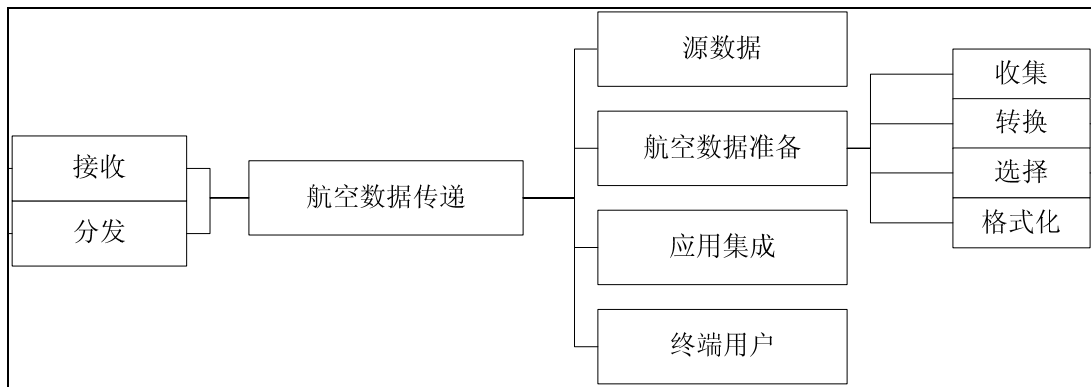 接收
分发
航空数据传递
源数据
航空数据准备
应用集成
终端用户
收集
转换
选择
格式化